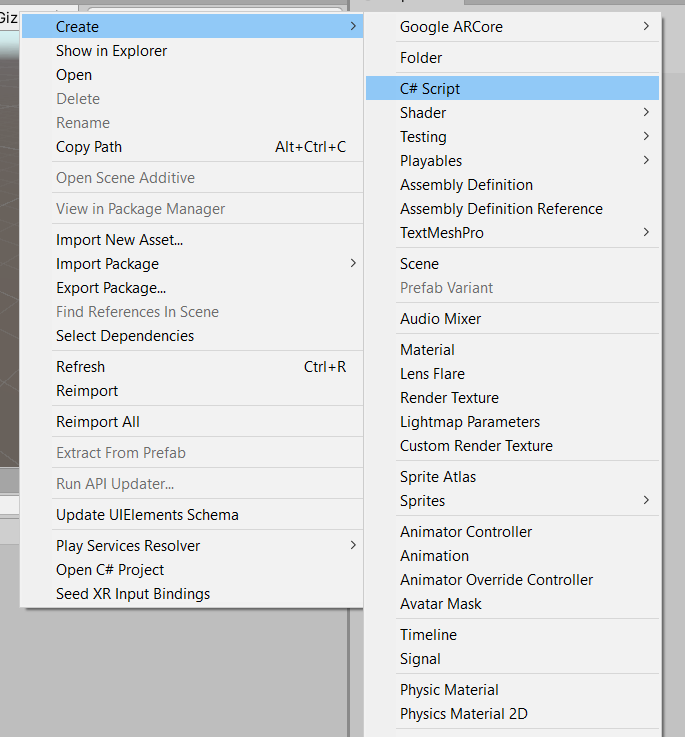 Giz
Create
Show in Explorer
Open
Delete
Rename
Copy Path Alt+Ctrl+C
Open Scene Additive
View in Package Manager
Import New Asset...
Import Package
Export Package...
Find References In Scene
Select Dependencies
Refresh Ctrl+R
Reimport
Reimport All
Extract From Prefab
Run API Updater...
Update UIElements Schema
Play Services Resolver
Open C# Project
Seed XR Input Bindings
Google ARCore
Folder
C# Script
Shader
Testing
Playables
Assembly Definition
Assembly Definition Reference
TextMeshPro
Scene
Prefab Variant
Audio Mixer
Material
Lens Flare
Render Texture
Lightmap Parameters
Custom Render Texture
Sprite Atlas
Sprites
Animator Controller
Animation
Animator Override Controller
Avatar Mask
Timeline
Signal
Physic Material
Physics Material 2D